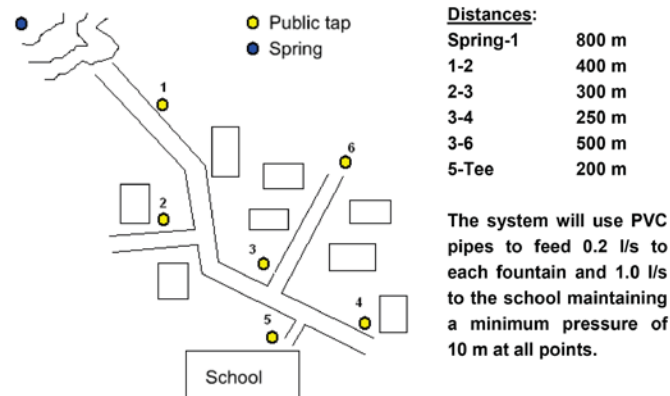 Public tap
Spring
1
2
3
4
5
6
School
Distances:
Spring-1 800 m
1-2 400 m
2-3 300 m
3-4 250 m
3-6 500 m
5-Tee 200 m
The system will use PVC
pipes to feed 0.2 l/s to
each fountain and 1.0 l/s
to the school maintaining
a minimum pressure of
10 m at all points.